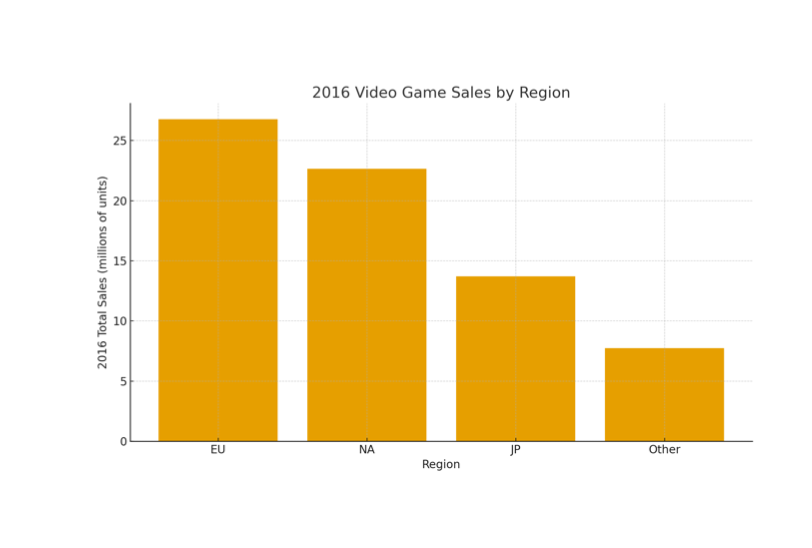 2016 Video Game Sales by Region
2016 Total Sales (millions of units)
25
20
15
10
5
0
EU NA JP Other
Region